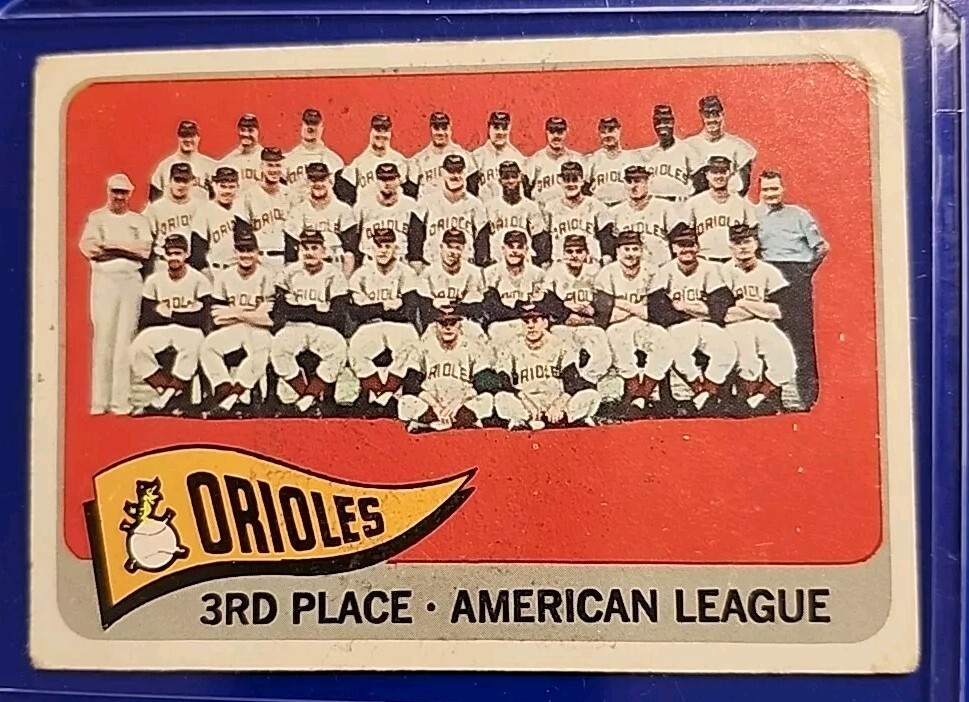 ORIOLES
3RD PLACE · AMERICAN LEAGUE